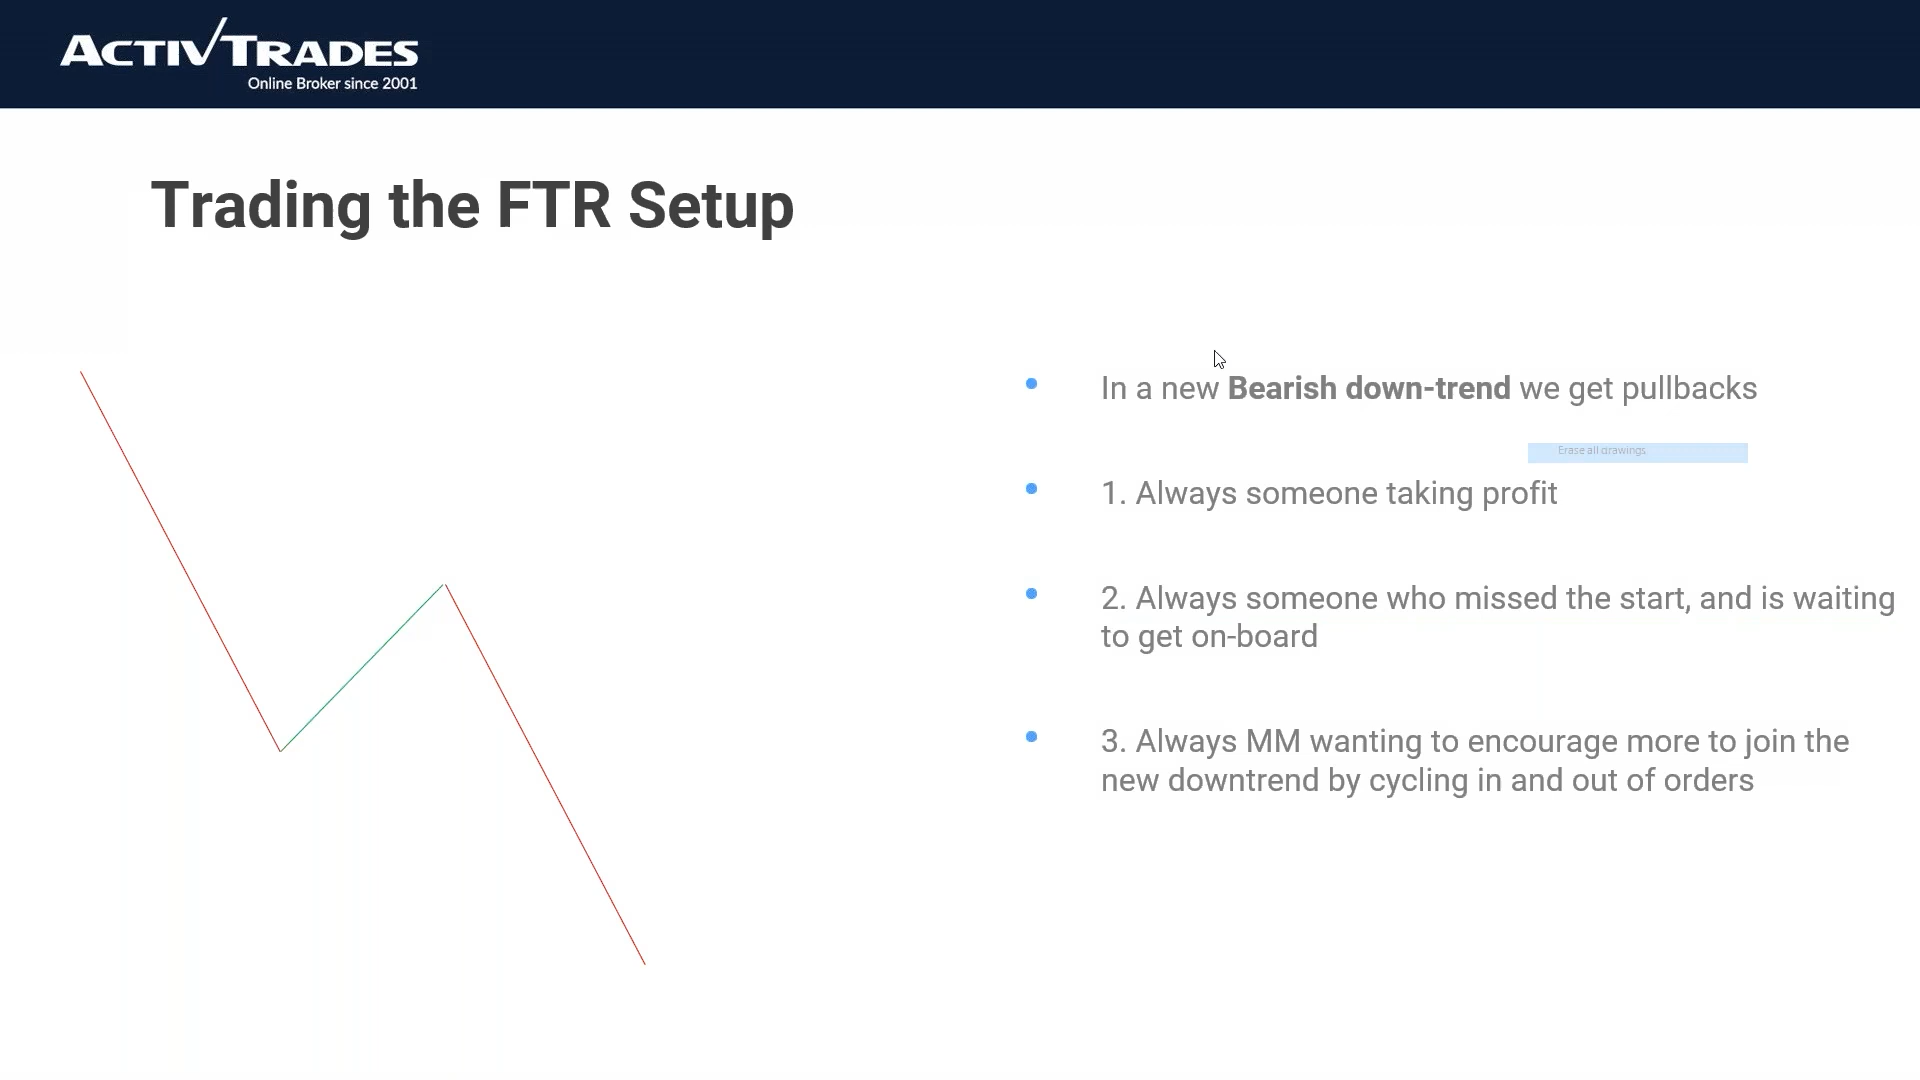 ACTIVTRADES
Online Broker since 2001
Trading the FTR Setup
In a new Bearish down-trend we get pullbacks
Erase all drawings
1. Always someone taking profit
2. Always someone who missed the start, and is waiting
to get on-board
3. Always MM wanting to encourage more to join the
new downtrend by cycling in and out of orders